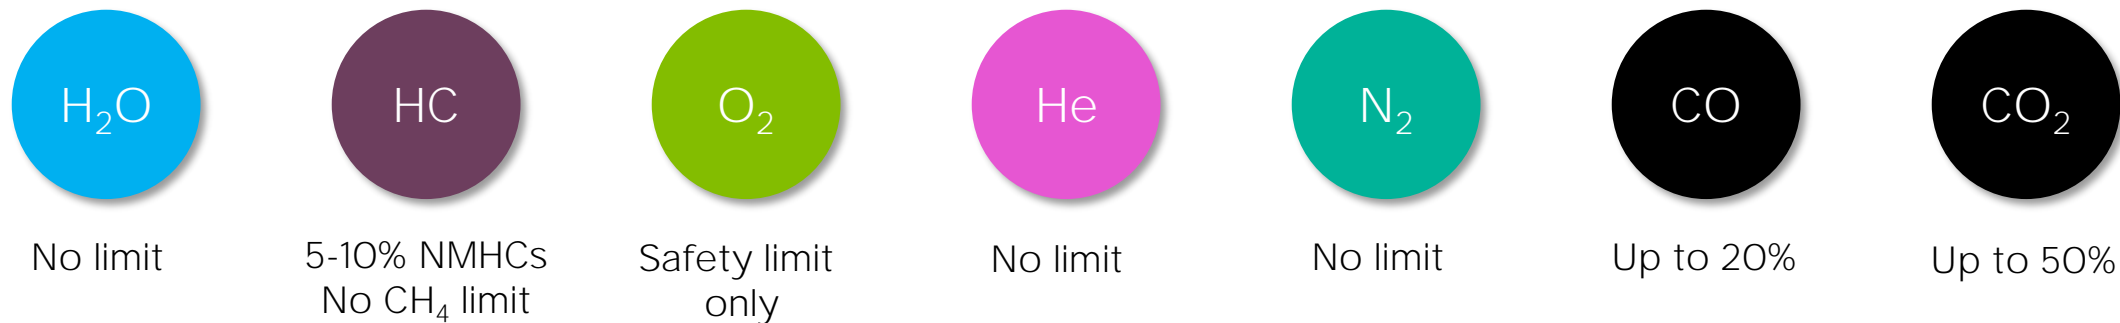 H₂O
HC
O₂
He
N₂
CO
CO₂
No limit
5-10% NMHCs
No CH₄ limit
Safety limit
only
No limit
No limit
Up to 20%
Up to 50%